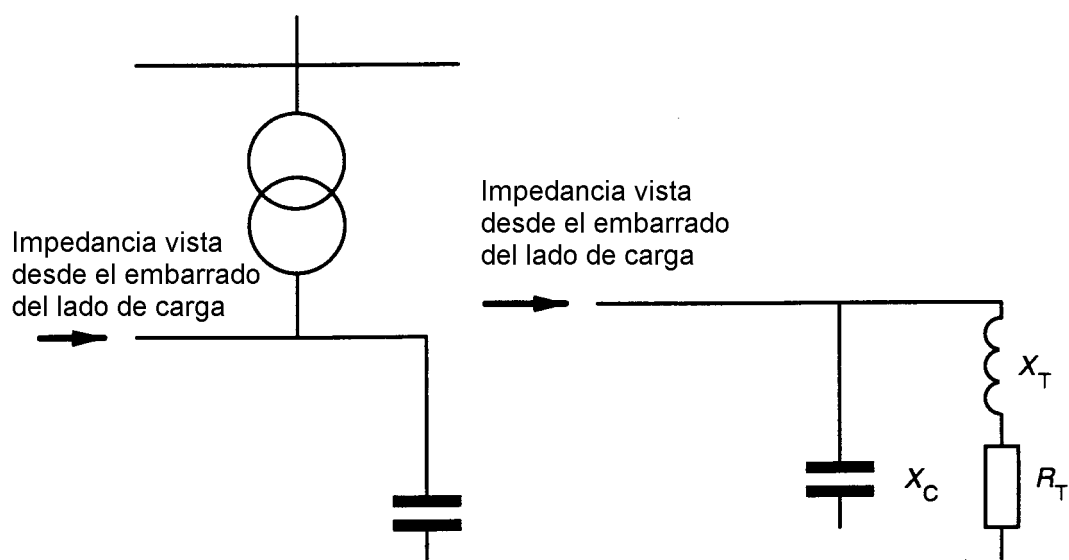 Impedancia vista
desde el embarrado
del lado de carga
Impedancia vista
desde el embarrado
del lado de carga
X_T
X_C
R_T